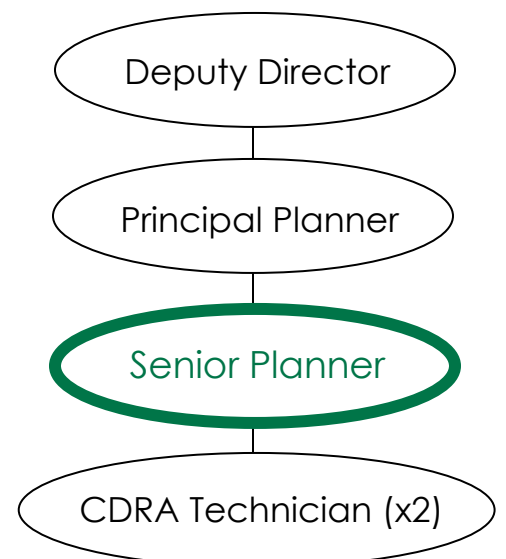 Deputy Director
Principal Planner
Senior Planner
CDRA Technician (x2)